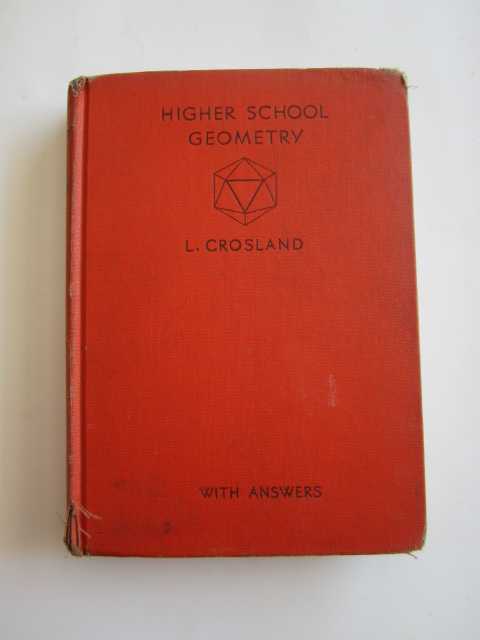 HIGHER SCHOOL
GEOMETRY
L. CROSLAND
WITH ANSWERS